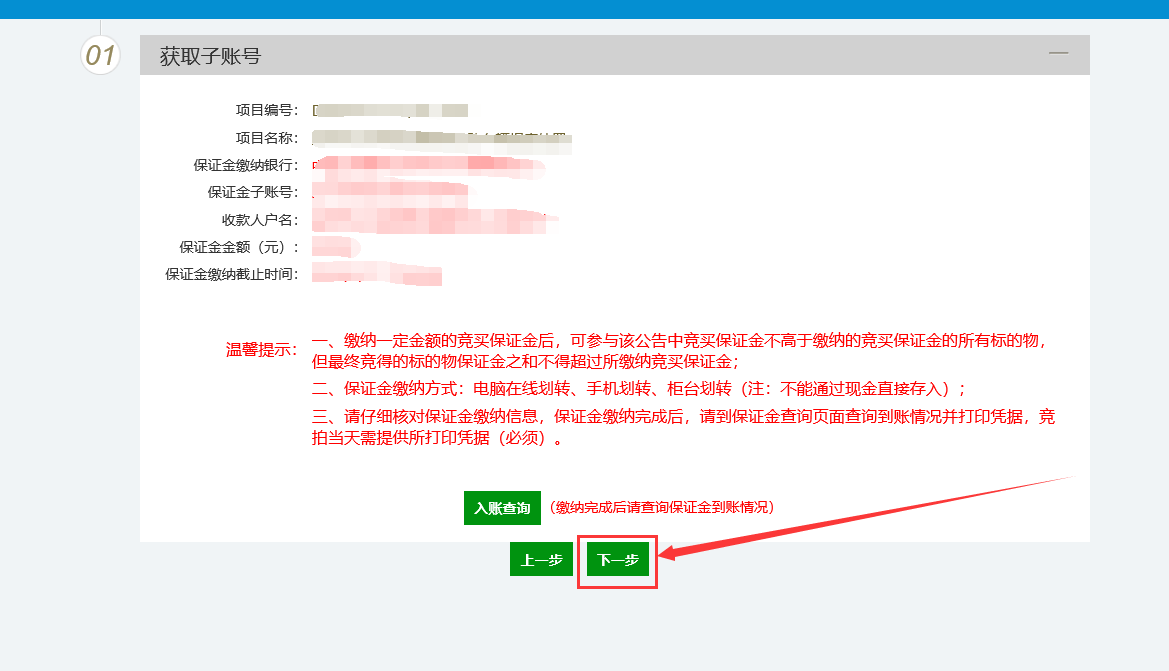 01
获取子账号
项目编号：
项目名称：
保证金缴纳银行：
保证金子账号：
收款人户名：
保证金金额（元）：
保证金缴纳截止时间：
温馨提示：
一、缴纳一定金额的竞买保证金后，可参与该公告中竞买保证金不高于缴纳的竞买保证金的所有标的物，
但最终竞得的标的物保证金之和不得超过所缴纳竞买保证金；
二、保证金缴纳方式：电脑在线划转、手机划转、柜台划转（注：不能通过现金直接存入）；
三、请仔细核对保证金缴纳信息，保证金缴纳完成后，请到保证金查询页面查询到账情况并打印凭据，竞
拍当天需提供所打印凭据（必须）。
入账查询 （缴纳完成后请查询保证金到账情况）
上一步 下一步